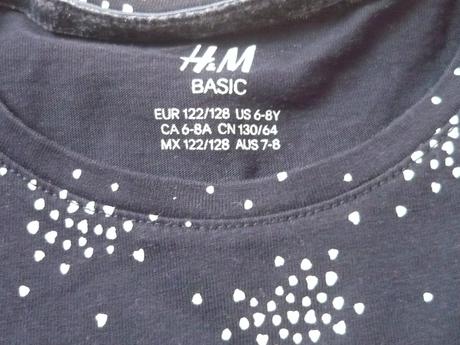 H&M
BASIC
EUR 122/128 US 6-8Y
CA 6-8A CN 130/64
MX 122/128 AUS 7-8